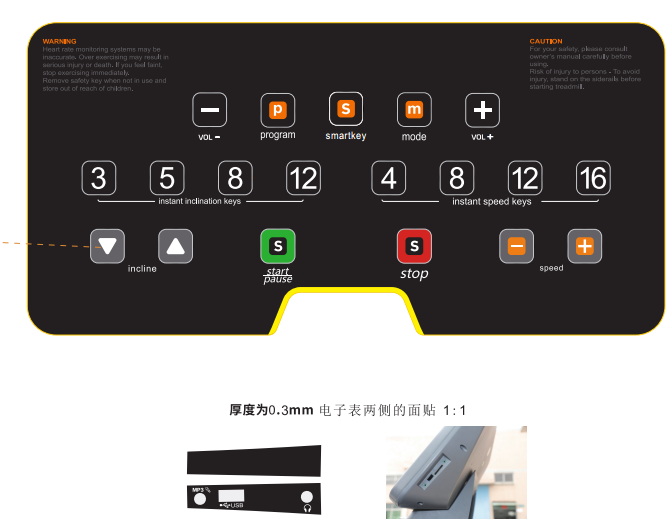 WARNING
Heart rate monitoring systems may be
inaccurate. Over exercising may result in
serious injury or death. If you feel faint,
stop exercising immediately.
Remove safety key when not in use and
store out of reach of children.
CAUTION
For your safety, please consult
owner's manual carefully before
using.
Risk of injury to persons - To avoid
injury, stand on the siderails before
starting treadmill.
P S m
VOL - program smartkey mode VOL +
3 5 8 12 4 8 12 16
instant inclination keys instant speed keys
S S
incline start stop speed
pause
厚度为0.3mm 电子表两侧的面贴 1:1
MP3 USB